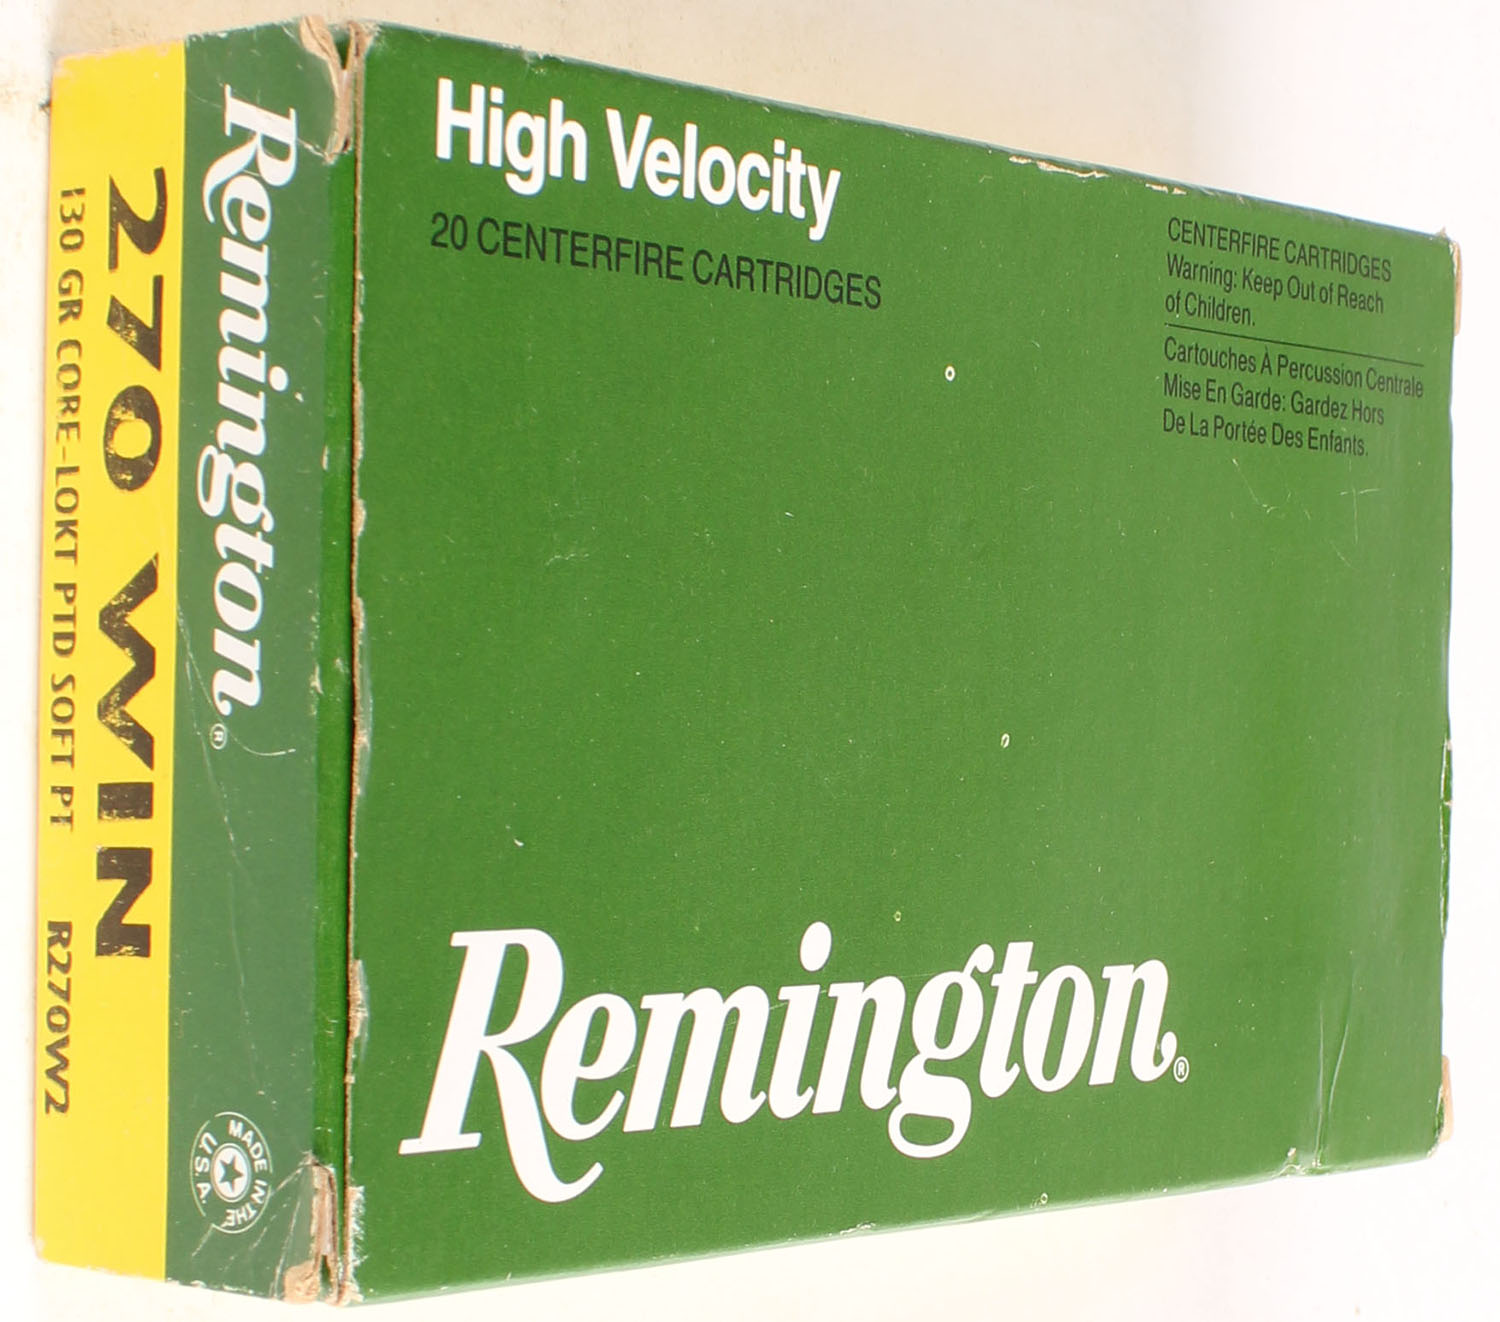 High Velocity
20 CENTERFIRE CARTRIDGES
CENTERFIRE CARTRIDGES
Warning: Keep Out of Reach
of Children.
Cartouches À Percussion Centrale
Mise En Garde: Gardez Hors
De La Portée Des Enfants.
Remington®
Remington®
MADE IN THE
U.S.A.
270 WIN
130 GR CORE-LOKT PTD SOFT PT R270W2